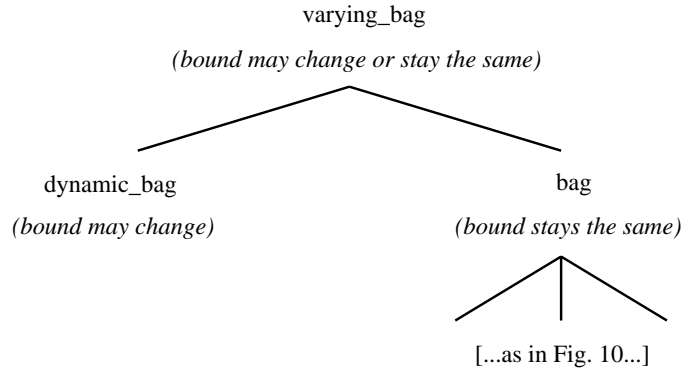 varying_bag
(bound may change or stay the same)
dynamic_bag
bag
(bound may change)
(bound stays the same)
[...as in Fig. 10...]